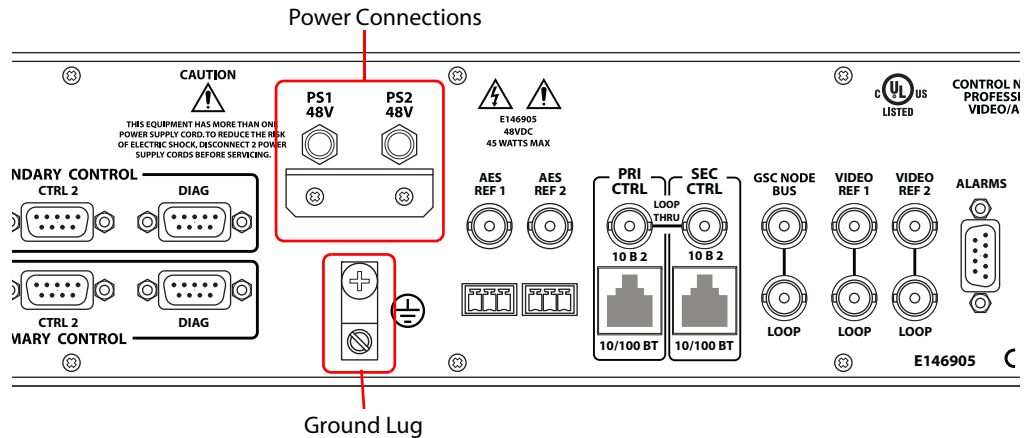 Power Connections
CAUTION
THIS EQUIPMENT HAS MORE THAN ONE
POWER SUPPLY CORD. TO REDUCE THE RISK
OF ELECTRIC SHOCK, DISCONNECT 2 POWER
SUPPLY CORDS BEFORE SERVICING.
PS1
48V
PS2
48V
E146905
48VDC
45 WATTS MAX
C UL US
LISTED
CONTROL N
PROFESSI
VIDEO/A
NDARY CONTROL
CTRL 2
DIAG
AES
REF 1
AES
REF 2
PRI
CTRL
SEC
CTRL
LOOP
THRU
10 B 2
10 B 2
GSC NODE
BUS
VIDEO
REF 1
VIDEO
REF 2
ALARMS
CTRL 2
DIAG
MARY CONTROL
10/100 BT
10/100 BT
LOOP
LOOP
LOOP
E146905
Ground Lug